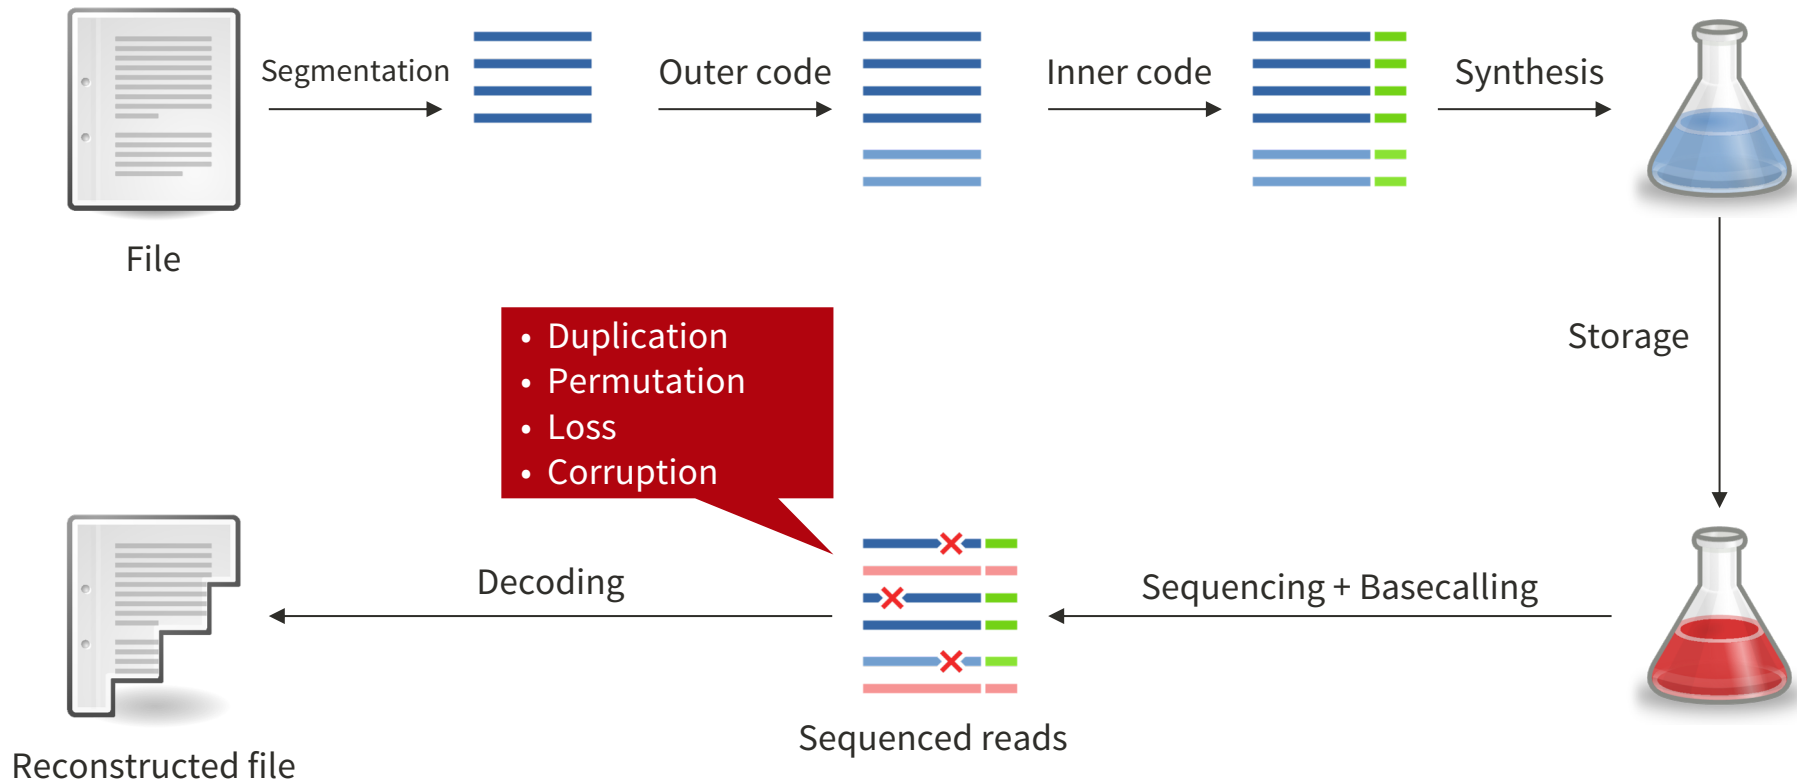 Segmentation
Outer code
Inner code
Synthesis
File
Storage
• Duplication
• Permutation
• Loss
• Corruption
Decoding
Sequencing + Basecalling
Sequenced reads
Reconstructed file